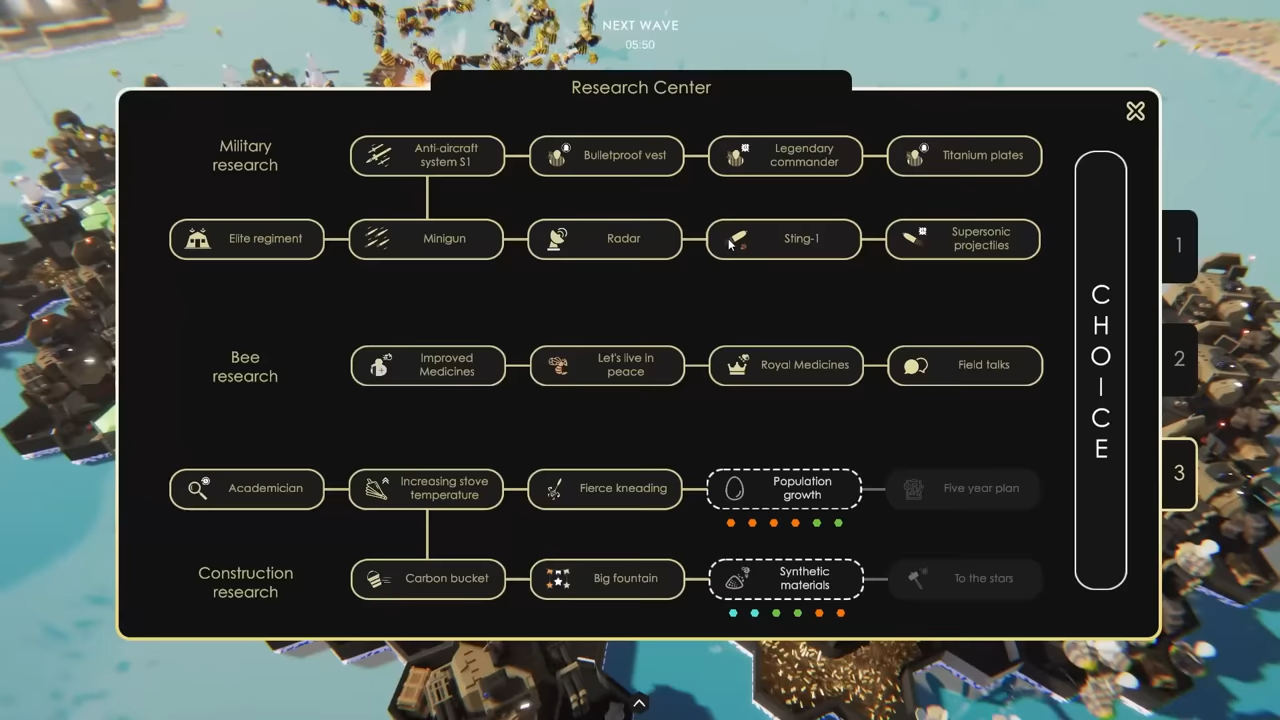 NEXT WAVE
05:50
Research Center
Military
research
Anti-aircraft
system S1
Bulletproof vest
Legendary
commander
Titanium plates
Elite regiment
Minigun
Radar
Sting-1
Supersonic
projectiles
Bee
research
Improved
Medicines
Let's live in
peace
Royal Medicines
Field talks
Academician
Increasing stove
temperature
Fierce kneading
Population
growth
Five year plan
Construction
research
Carbon bucket
Big fountain
Synthetic
materials
To the stars
CHOICE
1
2
3